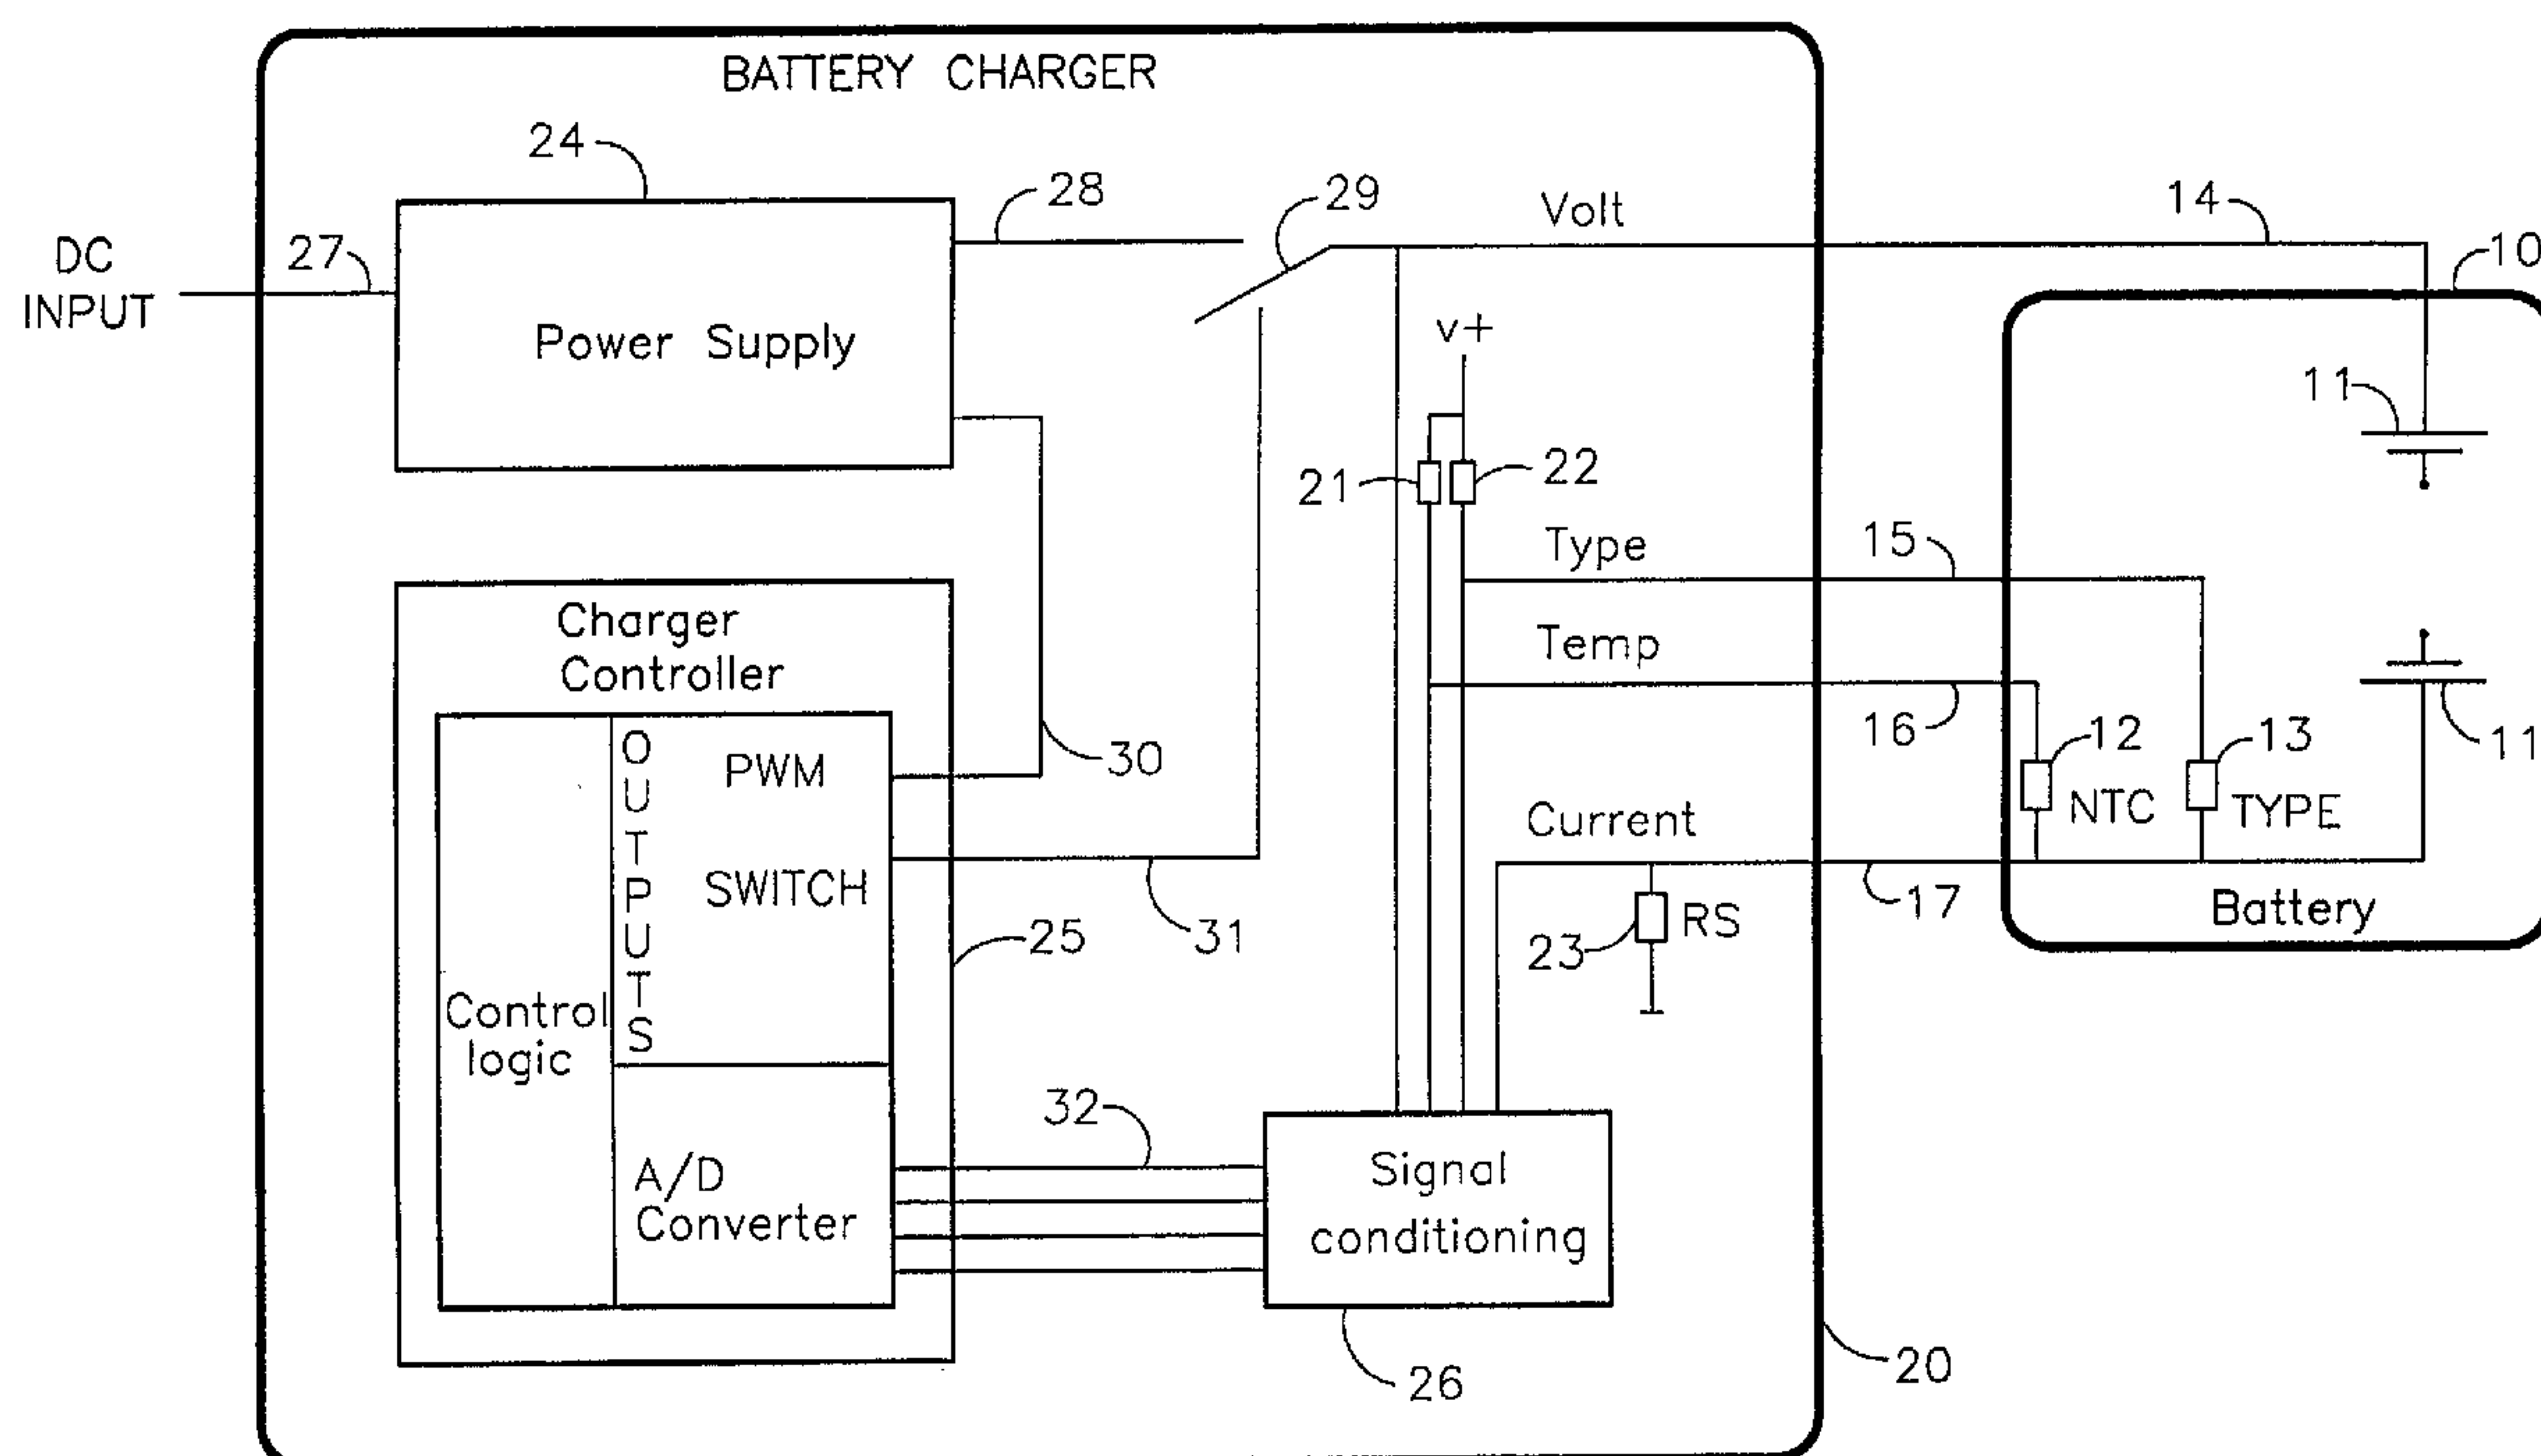 BATTERY CHARGER
24
28
29
Volt
14
10
DC
INPUT
27
Power Supply
v+
11
21
22
Type
15
Charger
Controller
Temp
16
12
NTC
13
TYPE
11
OUTPUTS
PWM
30
SWITCH
31
Current
17
Battery
25
23
RS
Control
logic
32
A/D
Converter
Signal
conditioning
26
20